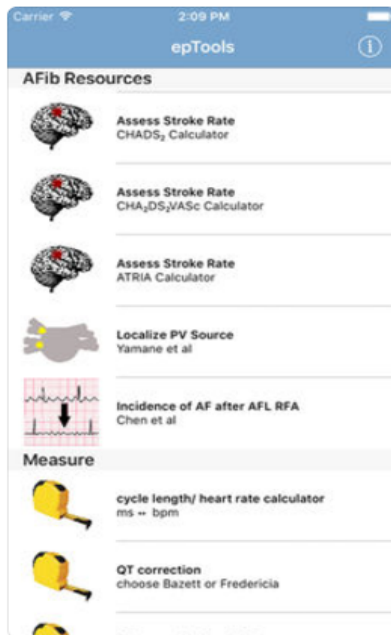 Carrier 2:09 PM
epTools
AFib Resources
Assess Stroke Rate
CHADS₂ Calculator
Assess Stroke Rate
CHA₂DS₂VASc Calculator
Assess Stroke Rate
ATRIA Calculator
Localize PV Source
Yamane et al
Incidence of AF after AFL RFA
Chen et al
Measure
cycle length/ heart rate calculator
ms ↔ bpm
QT correction
choose Bazett or Fredericia